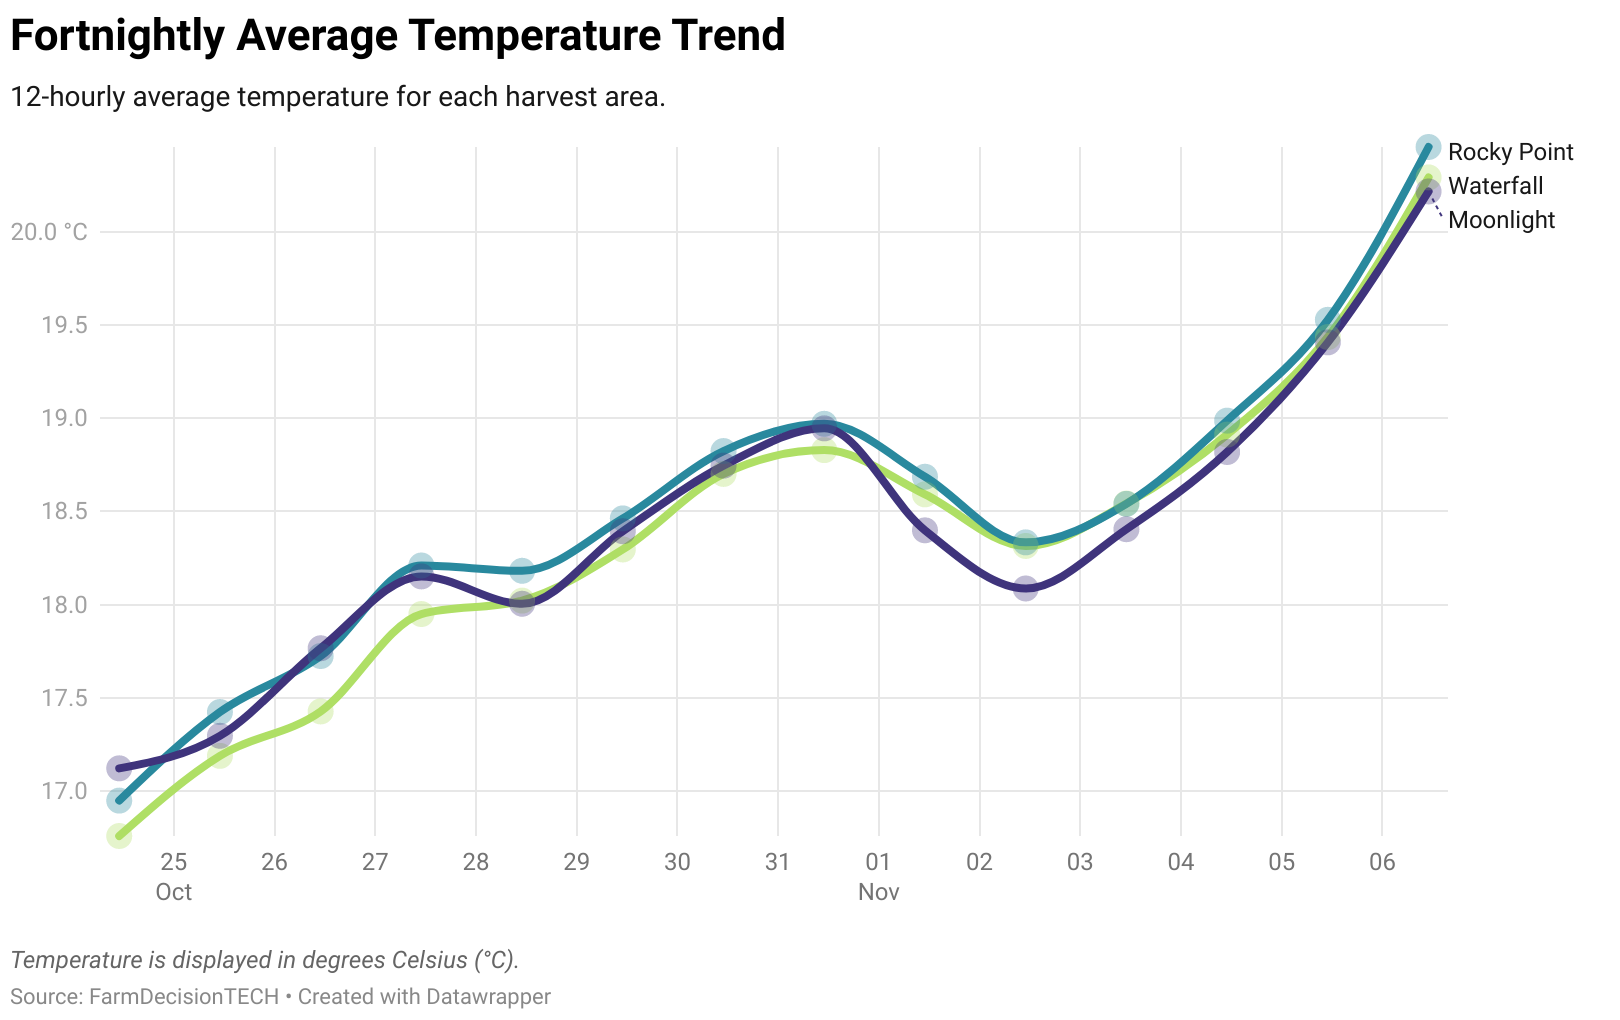 Fortnightly Average Temperature Trend
12-hourly average temperature for each harvest area.
Rocky Point
Waterfall
Moonlight
20.0 °C
19.5
19.0
18.5
18.0
17.5
17.0
25 26 27 28 29 30 31 01 02 03 04 05 06
Oct Nov
Temperature is displayed in degrees Celsius (°C).
Source: FarmDecisionTECH • Created with Datawrapper